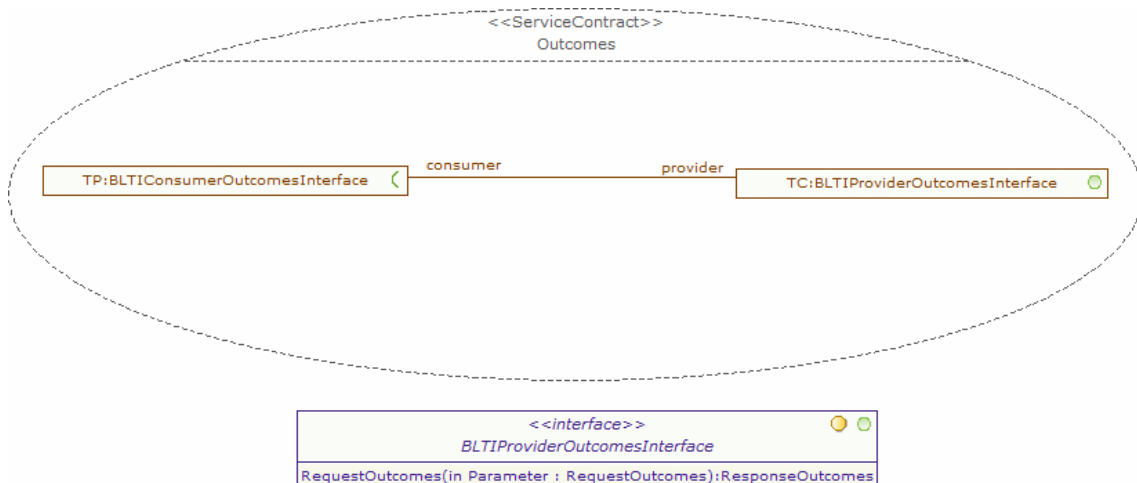 <<ServiceContract>>
Outcomes
consumer
provider
TP:BLTIConsumerOutcomesInterface
TC:BLTIProviderOutcomesInterface
<<interface>>
BLTIProviderOutcomesInterface
RequestOutcomes(in Parameter : RequestOutcomes):ResponseOutcomes